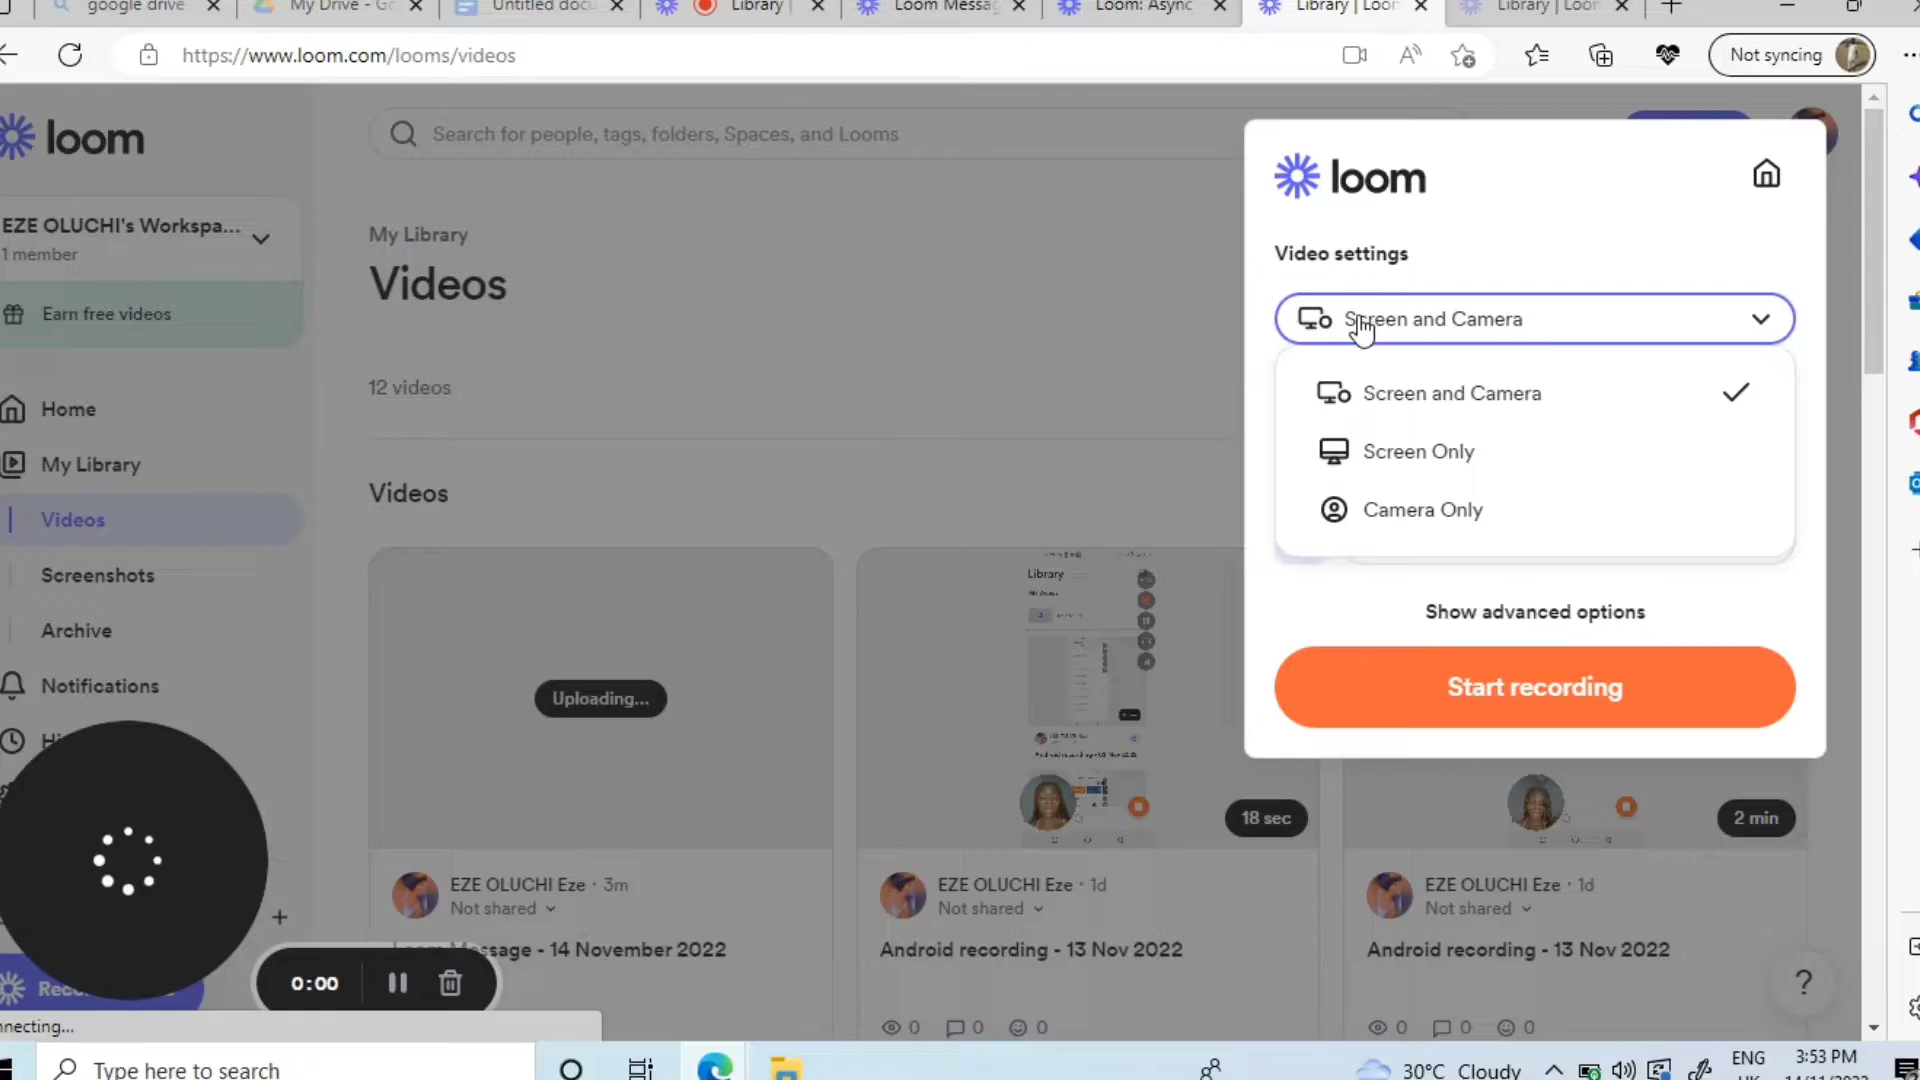 google drive
My Drive - Go
Untitled docu
Library |
Loom Messag
Loom: Async
Library | Loom
Library | Loom
https://www.loom.com/looms/videos
Not syncing
loom
Search for people, tags, folders, Spaces, and Looms
EZE OLUCHI's Workspa...
1 member
Earn free videos
Home
My Library
Videos
Screenshots
Archive
Notifications
My Library
Videos
12 videos
Videos
Uploading...
EZE OLUCHI Eze · 3m
Not shared
Message - 14 November 2022
Library
18 sec
EZE OLUCHI Eze · 1d
Not shared
Android recording - 13 Nov 2022
0 0 0
2 min
EZE OLUCHI Eze · 1d
Not shared
Android recording - 13 Nov 2022
0 0 0
loom
Video settings
Screen and Camera
Screen and Camera
Screen Only
Camera Only
Show advanced options
Start recording
0:00
?
nnecting...
Type here to search
30°C Cloudy
ENG
3:53 PM